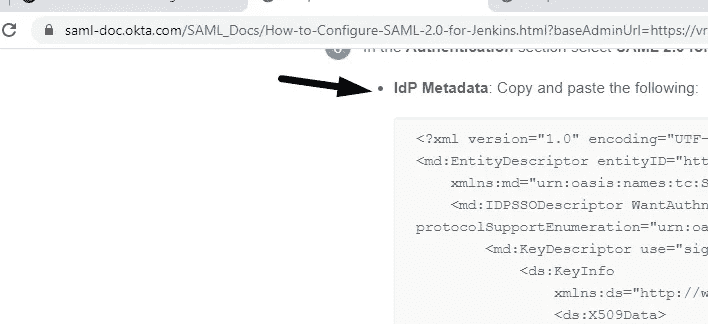 saml-doc.okta.com/SAML_Docs/How-to-Configure-SAML-2.0-for-Jenkins.html?baseAdminUrl=https://vr
In the Authentication section select SAML 2.0 for
IdP Metadata: Copy and paste the following:
<?xml version="1.0" encoding="UTF-
<md:EntityDescriptor entityID="htt
xmlns:md="urn:oasis:names:tc:S
<md:IDPSSODescriptor WantAuthn
protocolSupportEnumeration="urn:oa
<md:KeyDescriptor use="sig
<ds:KeyInfo
xmlns:ds="http://w
<ds:X509Data>